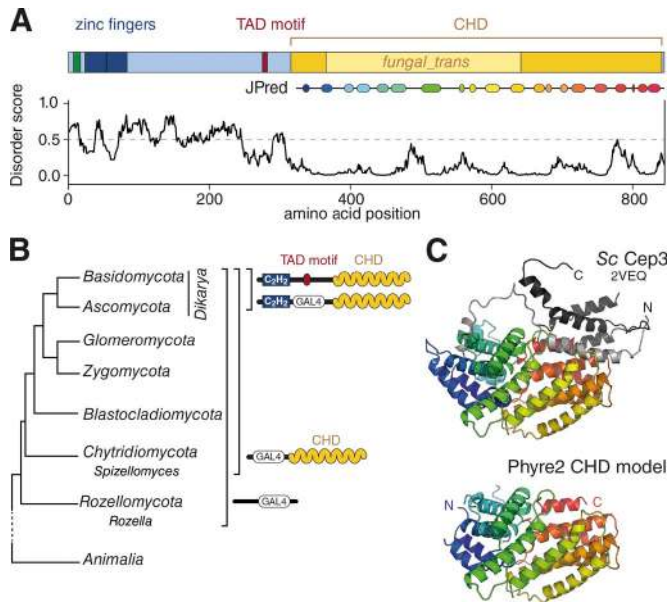 A
zinc fingers
TAD motif
CHD
fungal_trans
JPred
Disorder score
1.0
0.5
0.0
0
200
400
600
800
amino acid position
B
TAD motif
CHD
Basidomycota
C2H2
Ascomycota
C2H2
GAL4
Dikarya
Glomeromycota
Zygomycota
Blastocladiomycota
Chytridiomycota
Spizellomyces
CHD
GAL4
Rozellomycota
Rozella
GAL4
Animalia
C
Sc Cep3
2VEQ
C
N
Phyre2 CHD model
N
C